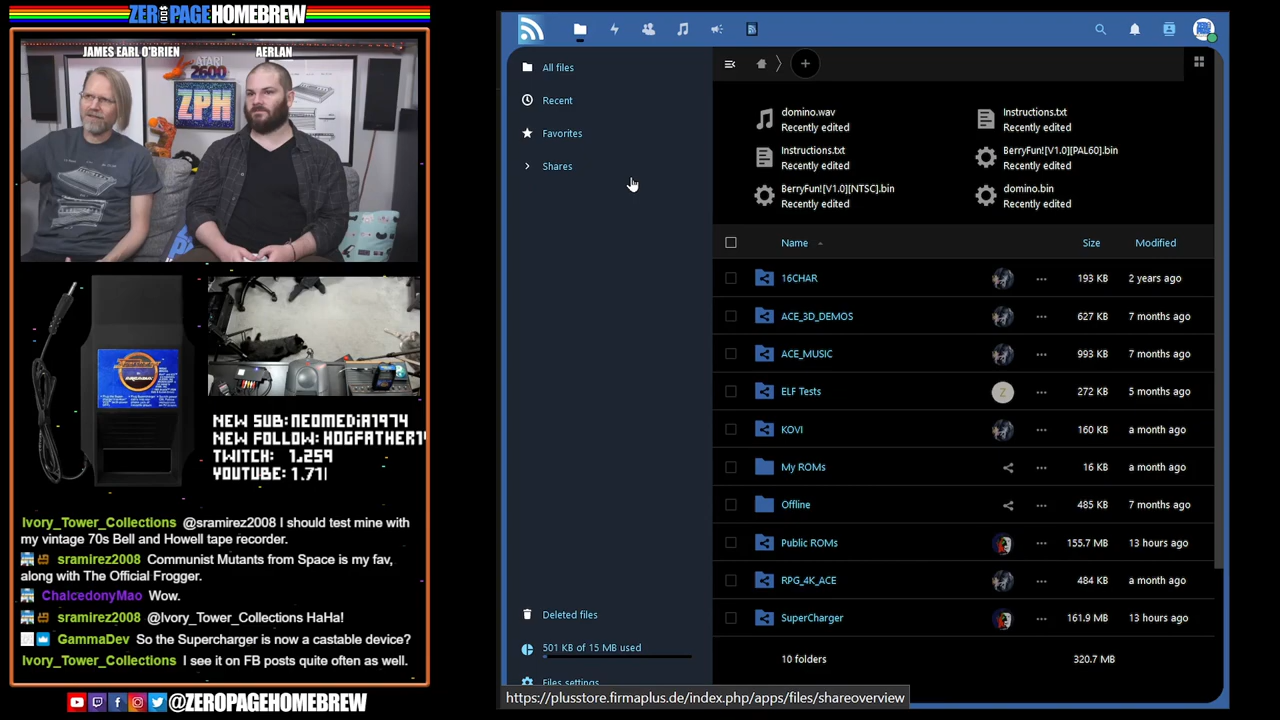 ZEROPAGE HOMEBREW
JAMES EARL O'BRIEN
AERLAN
ATARI
2600
ZPH
NEW SUB:NEOMEDIA1974
NEW FOLLOW:HOGFATHER14
TWITCH: 1.259
YOUTUBE: 1.71
Ivory_Tower_Collections @sramirez2008 I should test mine with
my vintage 70s Bell and Howell tape recorder.
sramirez2008 Communist Mutants from Space is my fav,
along with The Official Frogger.
ChalcedonyMao Wow.
sramirez2008 @Ivory_Tower_Collections HaHa!
GammaDev So the Supercharger is now a castable device?
Ivory_Tower_Collections I see it on FB posts quite often as well.
@ZEROPAGEHOMEBREW
All files
Recent
Favorites
Shares
Deleted files
501 KB of 15 MB used
Files settings
https://plusstore.firmaplus.de/index.php/apps/files/shareoverview
domino.wav
Recently edited
Instructions.txt
Recently edited
Instructions.txt
Recently edited
BerryFun![V1.0][PAL60].bin
Recently edited
BerryFun![V1.0][NTSC].bin
Recently edited
domino.bin
Recently edited
Name Size Modified
16CHAR 193 KB 2 years ago
ACE_3D_DEMOS 627 KB 7 months ago
ACE_MUSIC 993 KB 7 months ago
ELF Tests Z 272 KB 5 months ago
KOVI 160 KB a month ago
My ROMs 16 KB a month ago
Offline 485 KB 7 months ago
Public ROMs 155.7 MB 13 hours ago
RPG_4K_ACE 484 KB a month ago
SuperCharger 161.9 MB 13 hours ago
10 folders 320.7 MB